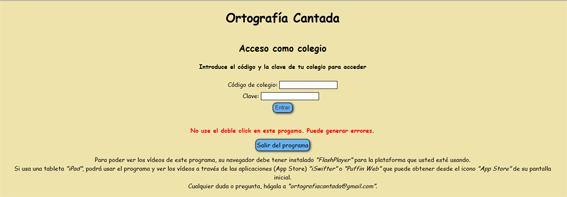 Ortografía Cantada
Acceso como colegio
Introduce el código y la clave de tu colegio para acceder
Código de colegio:
Clave:
Entrar
No use el doble click en este progama. Puede generar errores.
Salir del programa
Para poder ver los vídeos de este programa, su navegador debe tener instalado "FlashPlayer" para la plataforma que usted esté usando.
Si usa una tableta "iPad", podrá usar el programa y ver los vídeos a través de las aplicaciones (App Store) "iSwifter" o "Puffin Web" que puede obtener desde el icono "App Store" de su pantalla
inicial.
Cualquier duda o pregunta, hágala a "ortografiacantada@gmail.com".